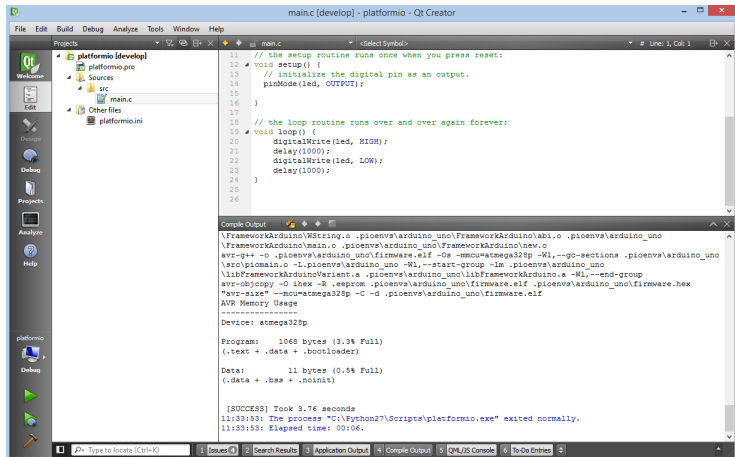 main.c [develop] - platformio - Qt Creator
File Edit Build Debug Analyze Tools Window Help
Projects
main.c
<Select Symbol>
# Line: 1, Col: 1
Welcome
Edit
Design
Debug
Projects
Analyze
Help
platformio
Debug
platformio [develop]
platformio.pro
Sources
src
main.c
Other files
platformio.ini
11 // the setup routine runs once when you press reset:
12 void setup() {
13 // initialize the digital pin as an output.
14 pinMode(led, OUTPUT);
15
16 }
17
18 // the loop routine runs over and over again forever:
19 void loop() {
20 digitalWrite(led, HIGH);
21 delay(1000);
22 digitalWrite(led, LOW);
23 delay(1000);
24 }
25
26
Compile Output
\FrameworkArduino\WString.o .pioenvs\arduino_uno\FrameworkArduino\abi.o .pioenvs\arduino_uno
\FrameworkArduino\main.o .pioenvs\arduino_uno\FrameworkArduino\new.o
avr-g++ -o .pioenvs\arduino_uno\firmware.elf -Os -mmcu=atmega328p -Wl,--gc-sections .pioenvs\arduino_uno
\src\piomain.o -L.pioenvs\arduino_uno -Wl,--start-group -lm .pioenvs\arduino_uno
\libFrameworkArduinoVariant.a .pioenvs\arduino_uno\libFrameworkArduino.a -Wl,--end-group
avr-objcopy -O ihex -R .eeprom .pioenvs\arduino_uno\firmware.elf .pioenvs\arduino_uno\firmware.hex
"avr-size" --mcu=atmega328p -C -d .pioenvs\arduino_uno\firmware.elf
AVR Memory Usage
----------------
Device: atmega328p
Program: 1068 bytes (3.3% Full)
(.text + .data + .bootloader)
Data: 11 bytes (0.5% Full)
(.data + .bss + .noinit)
[SUCCESS] Took 3.76 seconds
11:33:53: The process "C:\Python27\Scripts\platformio.exe" exited normally.
11:33:53: Elapsed time: 00:06.
Type to locate (Ctrl+K)
1 Issues 4 2 Search Results 3 Application Output 4 Compile Output 5 QML/JS Console 6 To-Do Entries